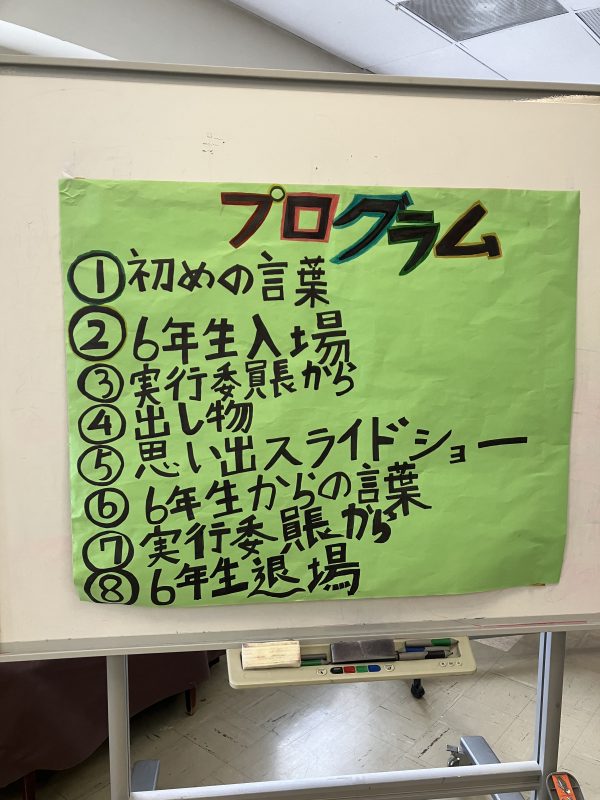 プログラム
①初めの言葉
②6年生入場
③実行委員長から
④出し物
⑤思い出スライドショー
⑥6年生からの言葉
⑦実行委員長から
⑧6年生退場